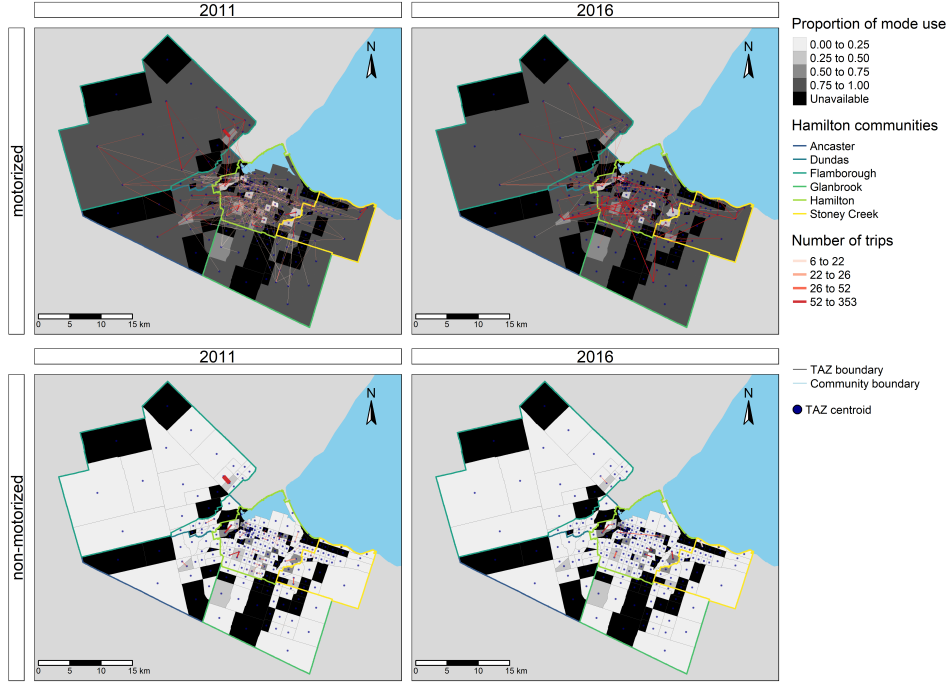 2011
2016
motorized
N
N
0 5 10 15 km
0 5 10 15 km
Proportion of mode use
0.00 to 0.25
0.25 to 0.50
0.50 to 0.75
0.75 to 1.00
Unavailable
Hamilton communities
Ancaster
Dundas
Flamborough
Glanbrook
Hamilton
Stoney Creek
Number of trips
6 to 22
22 to 26
26 to 52
52 to 353
2011
2016
non-motorized
N
N
0 5 10 15 km
0 5 10 15 km
TAZ boundary
Community boundary
TAZ centroid